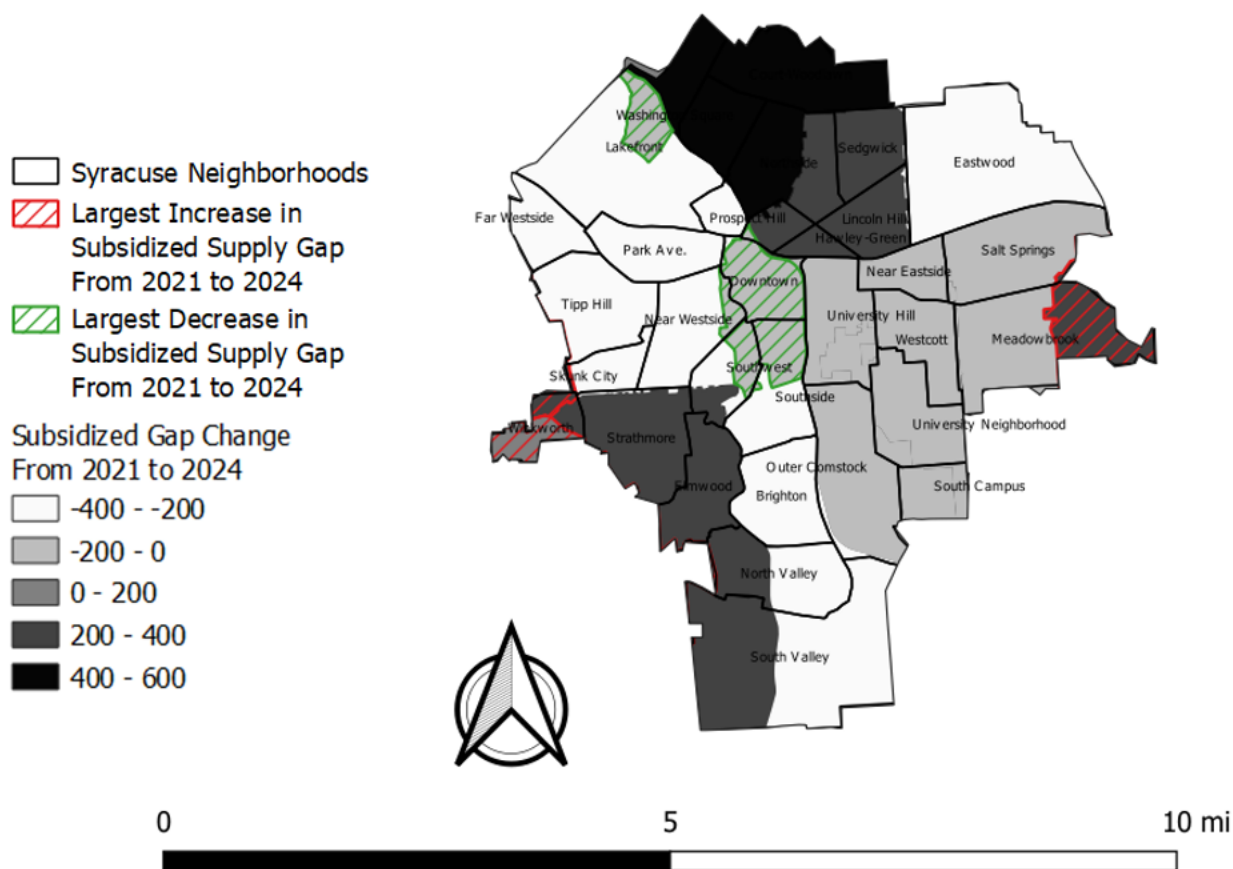 Syracuse Neighborhoods
Largest Increase in
Subsidized Supply Gap
From 2021 to 2024
Largest Decrease in
Subsidized Supply Gap
From 2021 to 2024
Subsidized Gap Change
From 2021 to 2024
-400 - -200
-200 - 0
0 - 200
200 - 400
400 - 600
Lakefront
Sedgwick
Eastwood
Far Westside
Prospect Hill
Lincoln Hill
Hawley-Green
Park Ave.
Salt Springs
Near Eastside
Downtown
Tipp Hill
Near Westside
University Hill
Westcott
Meadowbrook
Southwest
Skunk City
Southside
Winkworth
Strathmore
University Neighborhood
Outer Comstock
Elmwood
Brighton
South Campus
North Valley
South Valley
0
5
10 mi